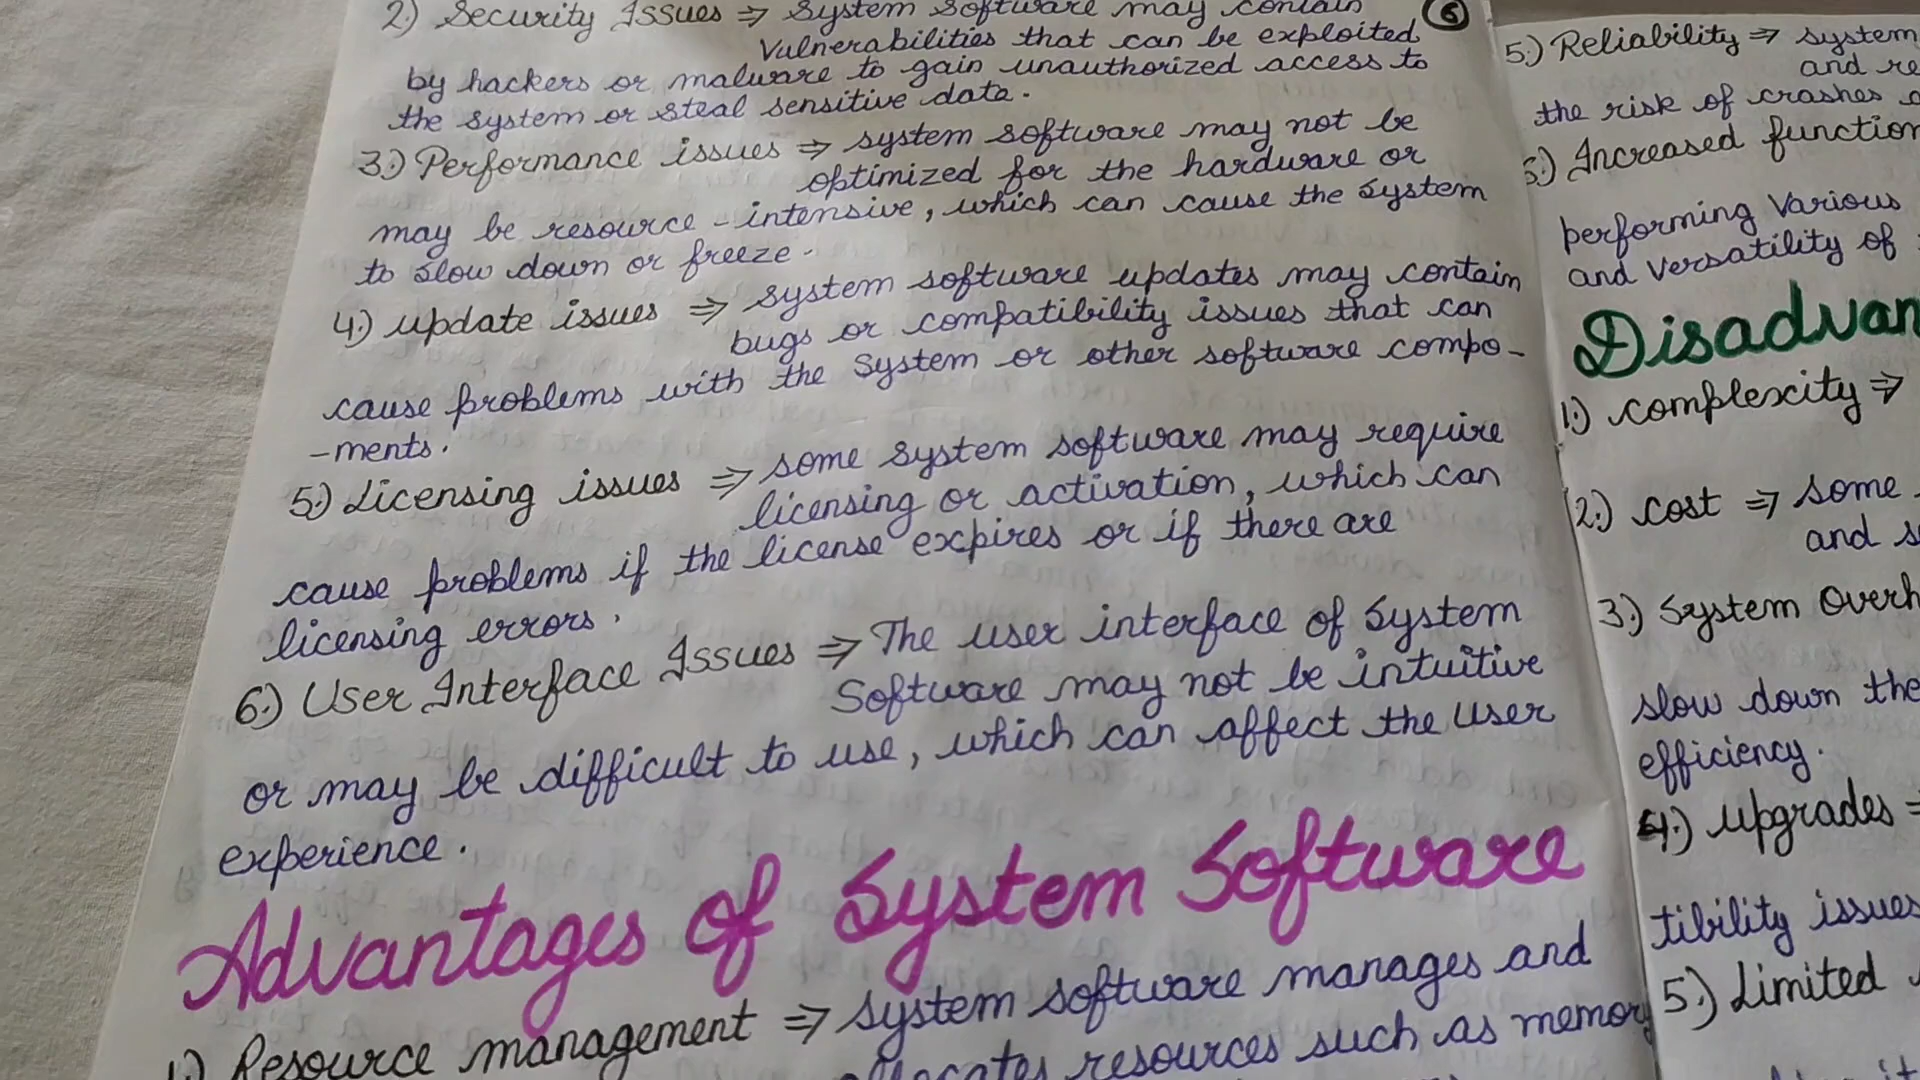 2.) Security Issues ⇒ System Software may contain
Vulnerabilities that can be exploited
by hackers or malware to gain unauthorized access to
the system or steal sensitive data.
3.) Performance issues ⇒ system software may not be
optimized for the hardware or
may be resource-intensive, which can cause the system
to slow down or freeze.
4.) update issues ⇒ system software updates may contain
bugs or compatibility issues that can
cause problems with the System or other software compo-
-ments.
5.) Licensing issues ⇒ some system software may require
licensing or activation, which can
cause problems if the license expires or if there are
licensing errors.
6.) User Interface Issues ⇒ The user interface of System
Software may not be intuitive
or may be difficult to use, which can affect the user
experience.
Advantages of System Software
1.) Resource management ⇒ system software manages and
allocates resources such as memory
6
5.) Reliability ⇒ system
and re
the risk of crashes
6.) Increased function
performing various
and versatility of
Disadvan
1.) complexity ⇒
2.) cost ⇒ some
and s
3.) System Overh
slow down the
efficiency.
4.) upgrades ⇒
tibility issues
5.) Limited